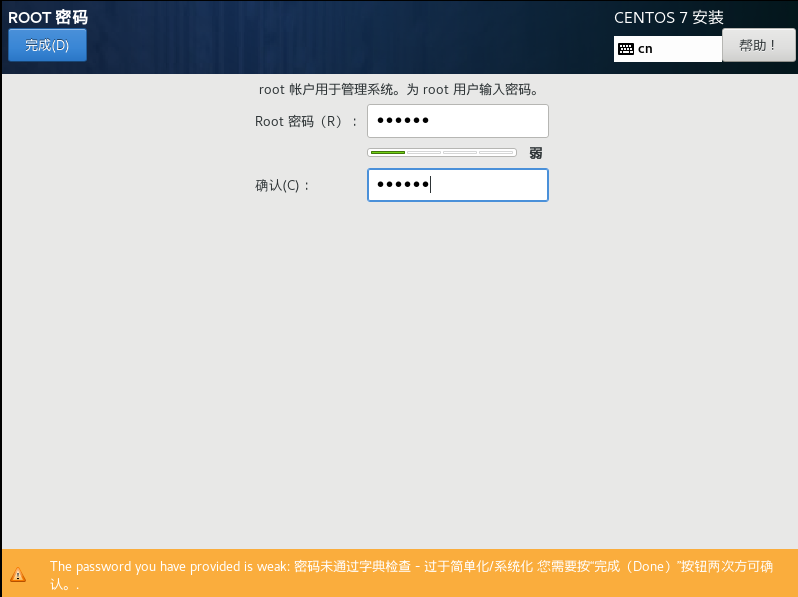 ROOT 密码
CENTOS 7 安装
完成(D)
cn
帮助！
root 帐户用于管理系统。为 root 用户输入密码。
Root 密码（R）：
●●●●●●
弱
确认(C)：
●●●●●●
The password you have provided is weak: 密码未通过字典检查 - 过于简单化/系统化 您需要按“完成（Done）”按钮两次方可确
认。.